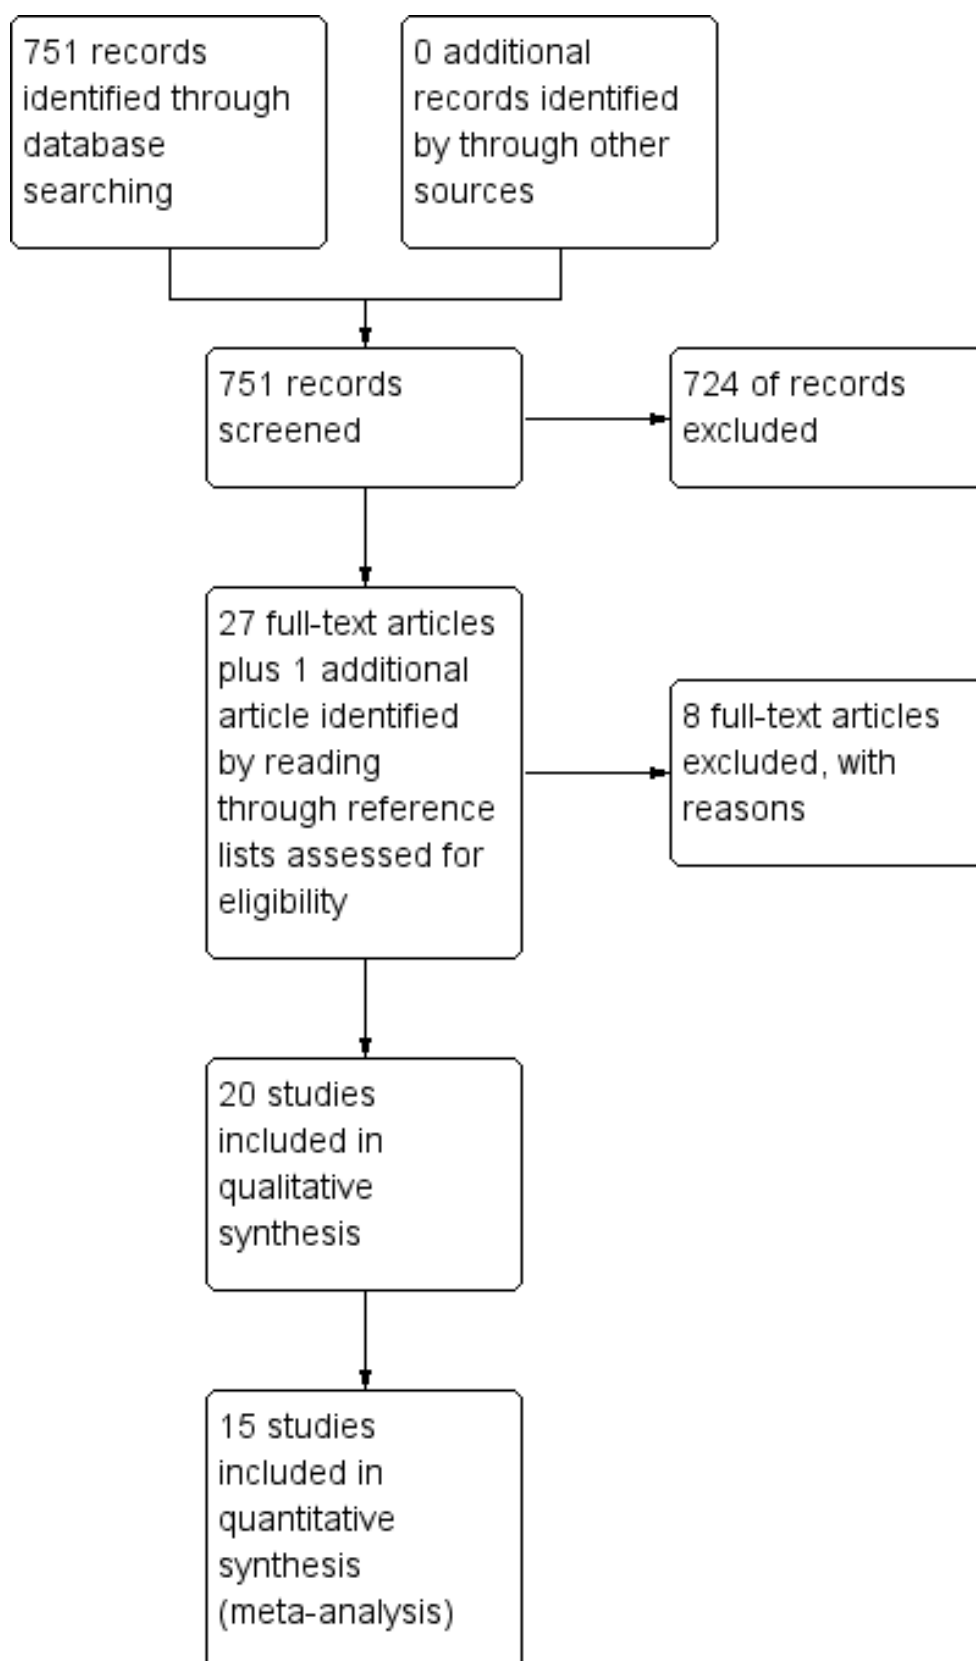 751 records
identified through
database
searching
0 additional
records identified
by through other
sources
751 records
screened
724 of records
excluded
27 full-text articles
plus 1 additional
article identified
by reading
through reference
lists assessed for
eligibility
8 full-text articles
excluded, with
reasons
20 studies
included in
qualitative
synthesis
15 studies
included in
quantitative
synthesis
(meta-analysis)